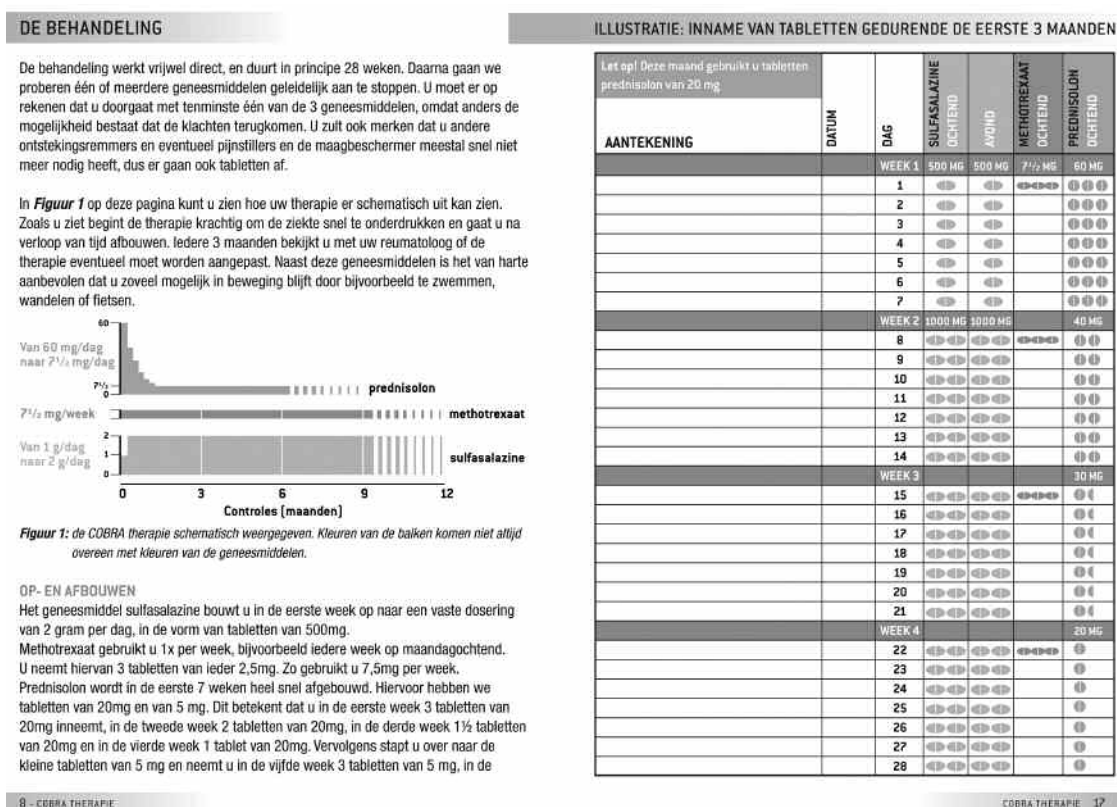 DE BEHANDELING
De behandeling werkt vrijwel direct, en duurt in principe 28 weken. Daarna gaan we
proberen één of meerdere geneesmiddelen geleidelijk aan te stoppen. U moet er op
rekenen dat u doorgaat met tenminste één van de 3 geneesmiddelen, omdat anders de
mogelijkheid bestaat dat de klachten terugkomen. U zult ook merken dat u andere
ontstekingsremmers en eventueel pijnstillers en de maagbeschermer meestal snel niet
meer nodig heeft, dus er gaan ook tabletten af.
In Figuur 1 op deze pagina kunt u zien hoe uw therapie er schematisch uit kan zien.
Zoals u ziet begint de therapie krachtig om de ziekte snel te onderdrukken en gaat u na
verloop van tijd afbouwen. Iedere 3 maanden bekijkt u met uw reumatoloog of de
therapie eventueel moet worden aangepast. Naast deze geneesmiddelen is het van harte
aanbevolen dat u zoveel mogelijk in beweging blijft door bijvoorbeeld te zwemmen,
wandelen of fietsen.
60
Van 60 mg/dag
naar 7½ mg/dag
7½
0
prednisolon
7½ mg/week
methotrexaat
Van 1 g/dag
naar 2 g/dag
2
1
0
sulfasalazine
0 3 6 9 12
Controles (maanden)
Figuur 1: de COBRA therapie schematisch weergegeven. Kleuren van de balken komen niet altijd
overeen met kleuren van de geneesmiddelen.
OP- EN AFBOUWEN
Het geneesmiddel sulfasalazine bouwt u in de eerste week op naar een vaste dosering
van 2 gram per dag, in de vorm van tabletten van 500mg.
Methotrexaat gebruikt u 1x per week, bijvoorbeeld iedere week op maandagochtend.
U neemt hiervan 3 tabletten van ieder 2,5mg. Zo gebruikt u 7,5mg per week.
Prednisolon wordt in de eerste 7 weken heel snel afgebouwd. Hiervoor hebben we
tabletten van 20mg en van 5 mg. Dit betekent dat u in de eerste week 3 tabletten van
20mg inneemt, in de tweede week 2 tabletten van 20mg, in de derde week 1½ tabletten
van 20mg en in de vierde week 1 tablet van 20mg. Vervolgens stapt u over naar de
kleine tabletten van 5 mg en neemt u in de vijfde week 3 tabletten van 5 mg, in de
8 - COBRA THERAPIE
ILLUSTRATIE: INNAME VAN TABLETTEN GEDURENDE DE EERSTE 3 MAANDEN
Let op! Deze maand gebruikt u tabletten
prednisolon van 20 mg
AANTEKENING
DATUM
DAG
SULFASALAZINE
OCHTEND
AVOND
METHOTREXAAT
OCHTEND
PREDNISOLON
OCHTEND
WEEK 1 500 MG 500 MG 7½ MG 60 MG
1
2
3
4
5
6
7
WEEK 2 1000 MG 1000 MG 40 MG
8
9
10
11
12
13
14
WEEK 3 30 MG
15
16
17
18
19
20
21
WEEK 4 20 MG
22
23
24
25
26
27
28
COBRA THERAPIE 17